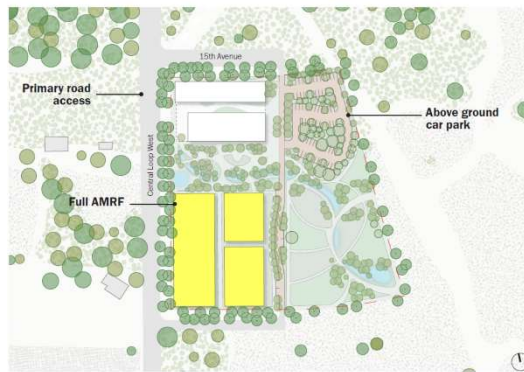 15th Avenue
Primary road
access
Above ground
car park
Central Loop West
Full AMRF